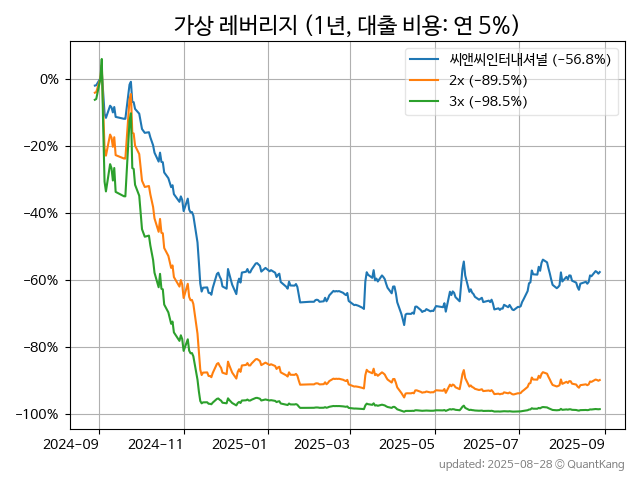 가상 레버리지 (1년, 대출 비용: 연 5%)
씨앤씨인터내셔널 (−56.8%)
2x (−89.5%)
3x (−98.5%)
0%
−20%
−40%
−60%
−80%
−100%
2024-09 2024-11 2025-01 2025-03 2025-05 2025-07 2025-09
updated: 2025-08-28 © QuantKang